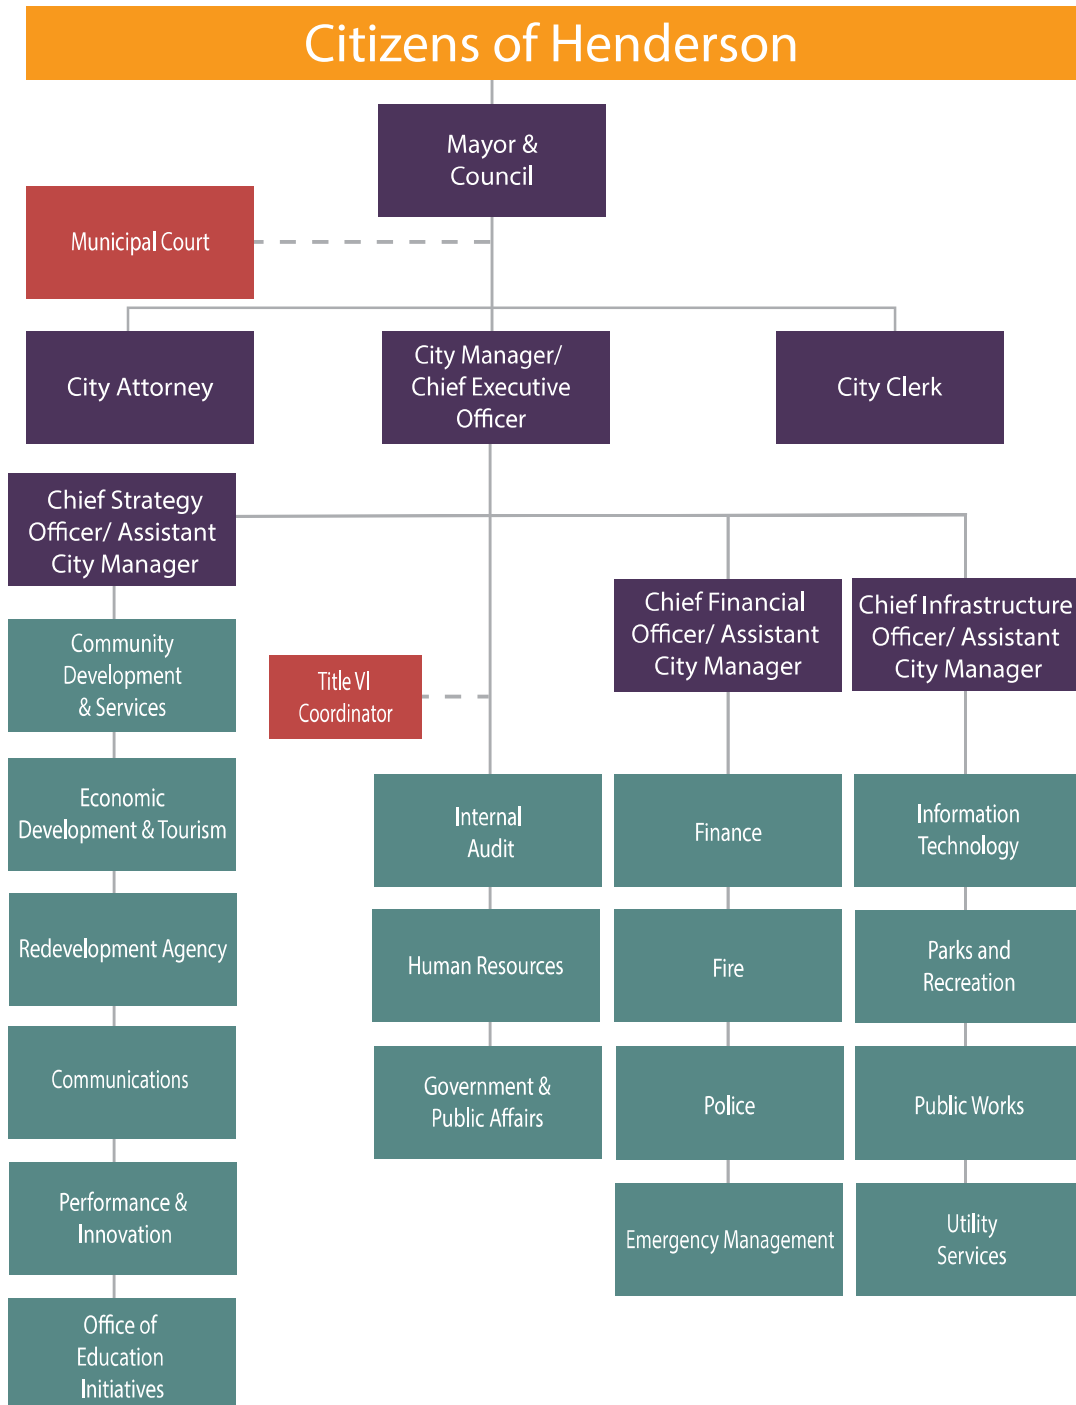 Citizens of Henderson
Mayor &
Council
Municipal Court
City Attorney
City Manager/
Chief Executive
Officer
City Clerk
Chief Strategy
Officer/ Assistant
City Manager
Chief Financial
Officer/ Assistant
City Manager
Chief Infrastructure
Officer/ Assistant
City Manager
Community
Development
& Services
Title VI
Coordinator
Economic
Development & Tourism
Internal
Audit
Finance
Information
Technology
Redevelopment Agency
Human Resources
Fire
Parks and
Recreation
Communications
Government &
Public Affairs
Police
Public Works
Performance &
Innovation
Emergency Management
Utility
Services
Office of
Education
Initiatives